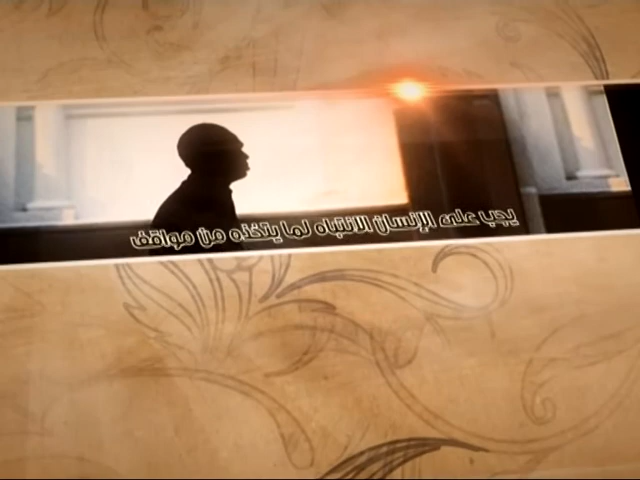 يجب على الإنسان الانتباه لما يتخذه من مواقف